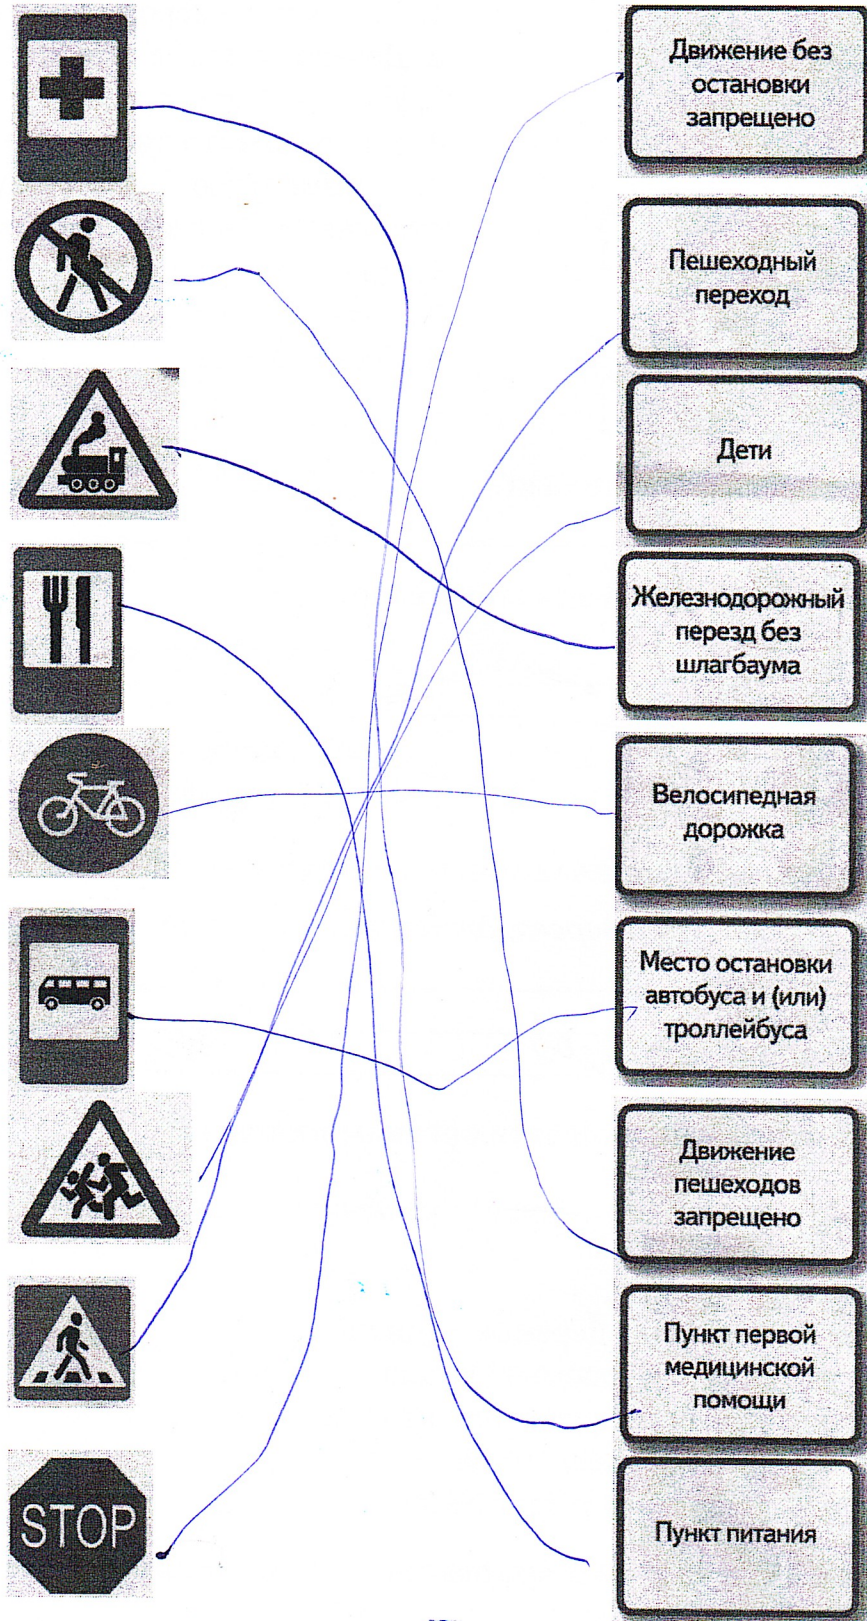 Движение без
остановки
запрещено
Пешеходный
переход
Дети
Железнодорожный
перезд без
шлагбаума
Велосипедная
дорожка
Место остановки
автобуса и (или)
троллейбуса
Движение
пешеходов
запрещено
Пункт первой
медицинской
помощи
STOP
Пункт питания